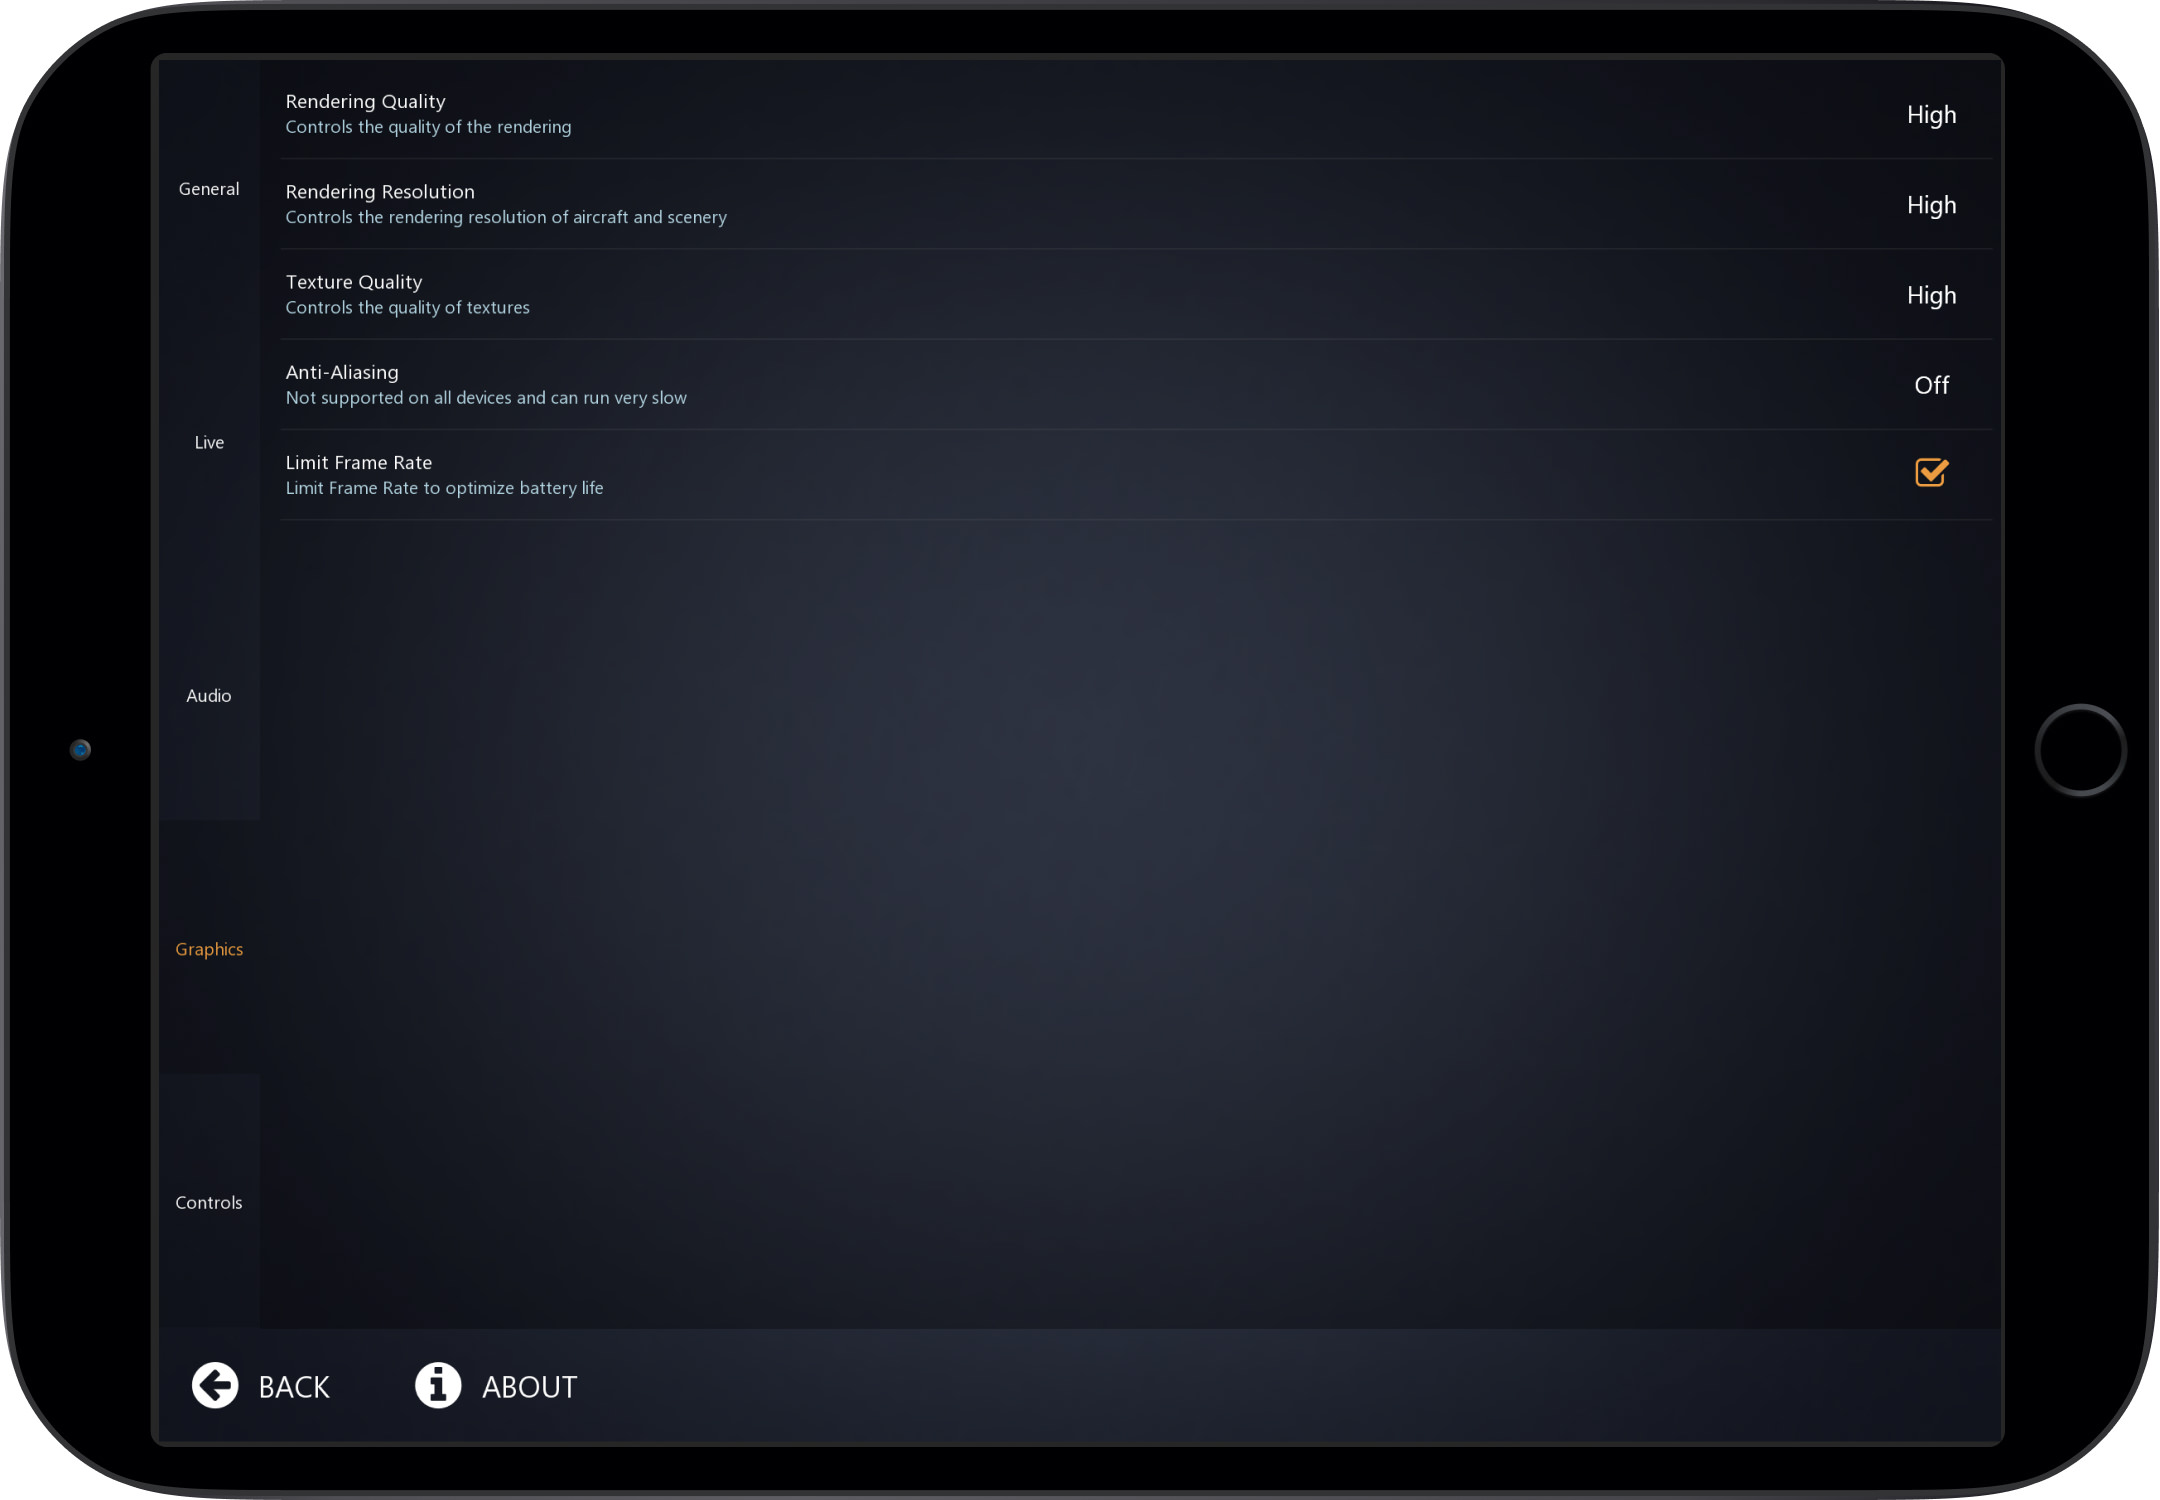 General
Live
Audio
Graphics
Controls
Rendering Quality
Controls the quality of the rendering
High
Rendering Resolution
Controls the rendering resolution of aircraft and scenery
High
Texture Quality
Controls the quality of textures
High
Anti-Aliasing
Not supported on all devices and can run very slow
Off
Limit Frame Rate
Limit Frame Rate to optimize battery life
BACK
ABOUT